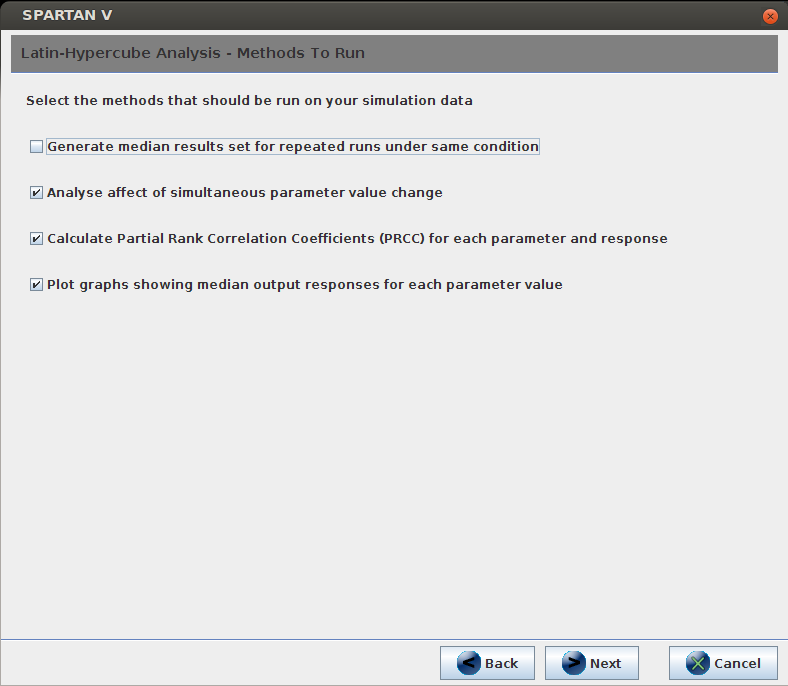 SPARTAN V
Latin-Hypercube Analysis - Methods To Run
Select the methods that should be run on your simulation data
Generate median results set for repeated runs under same condition
Analyse affect of simultaneous parameter value change
Calculate Partial Rank Correlation Coefficients (PRCC) for each parameter and response
Plot graphs showing median output responses for each parameter value
Back Next Cancel